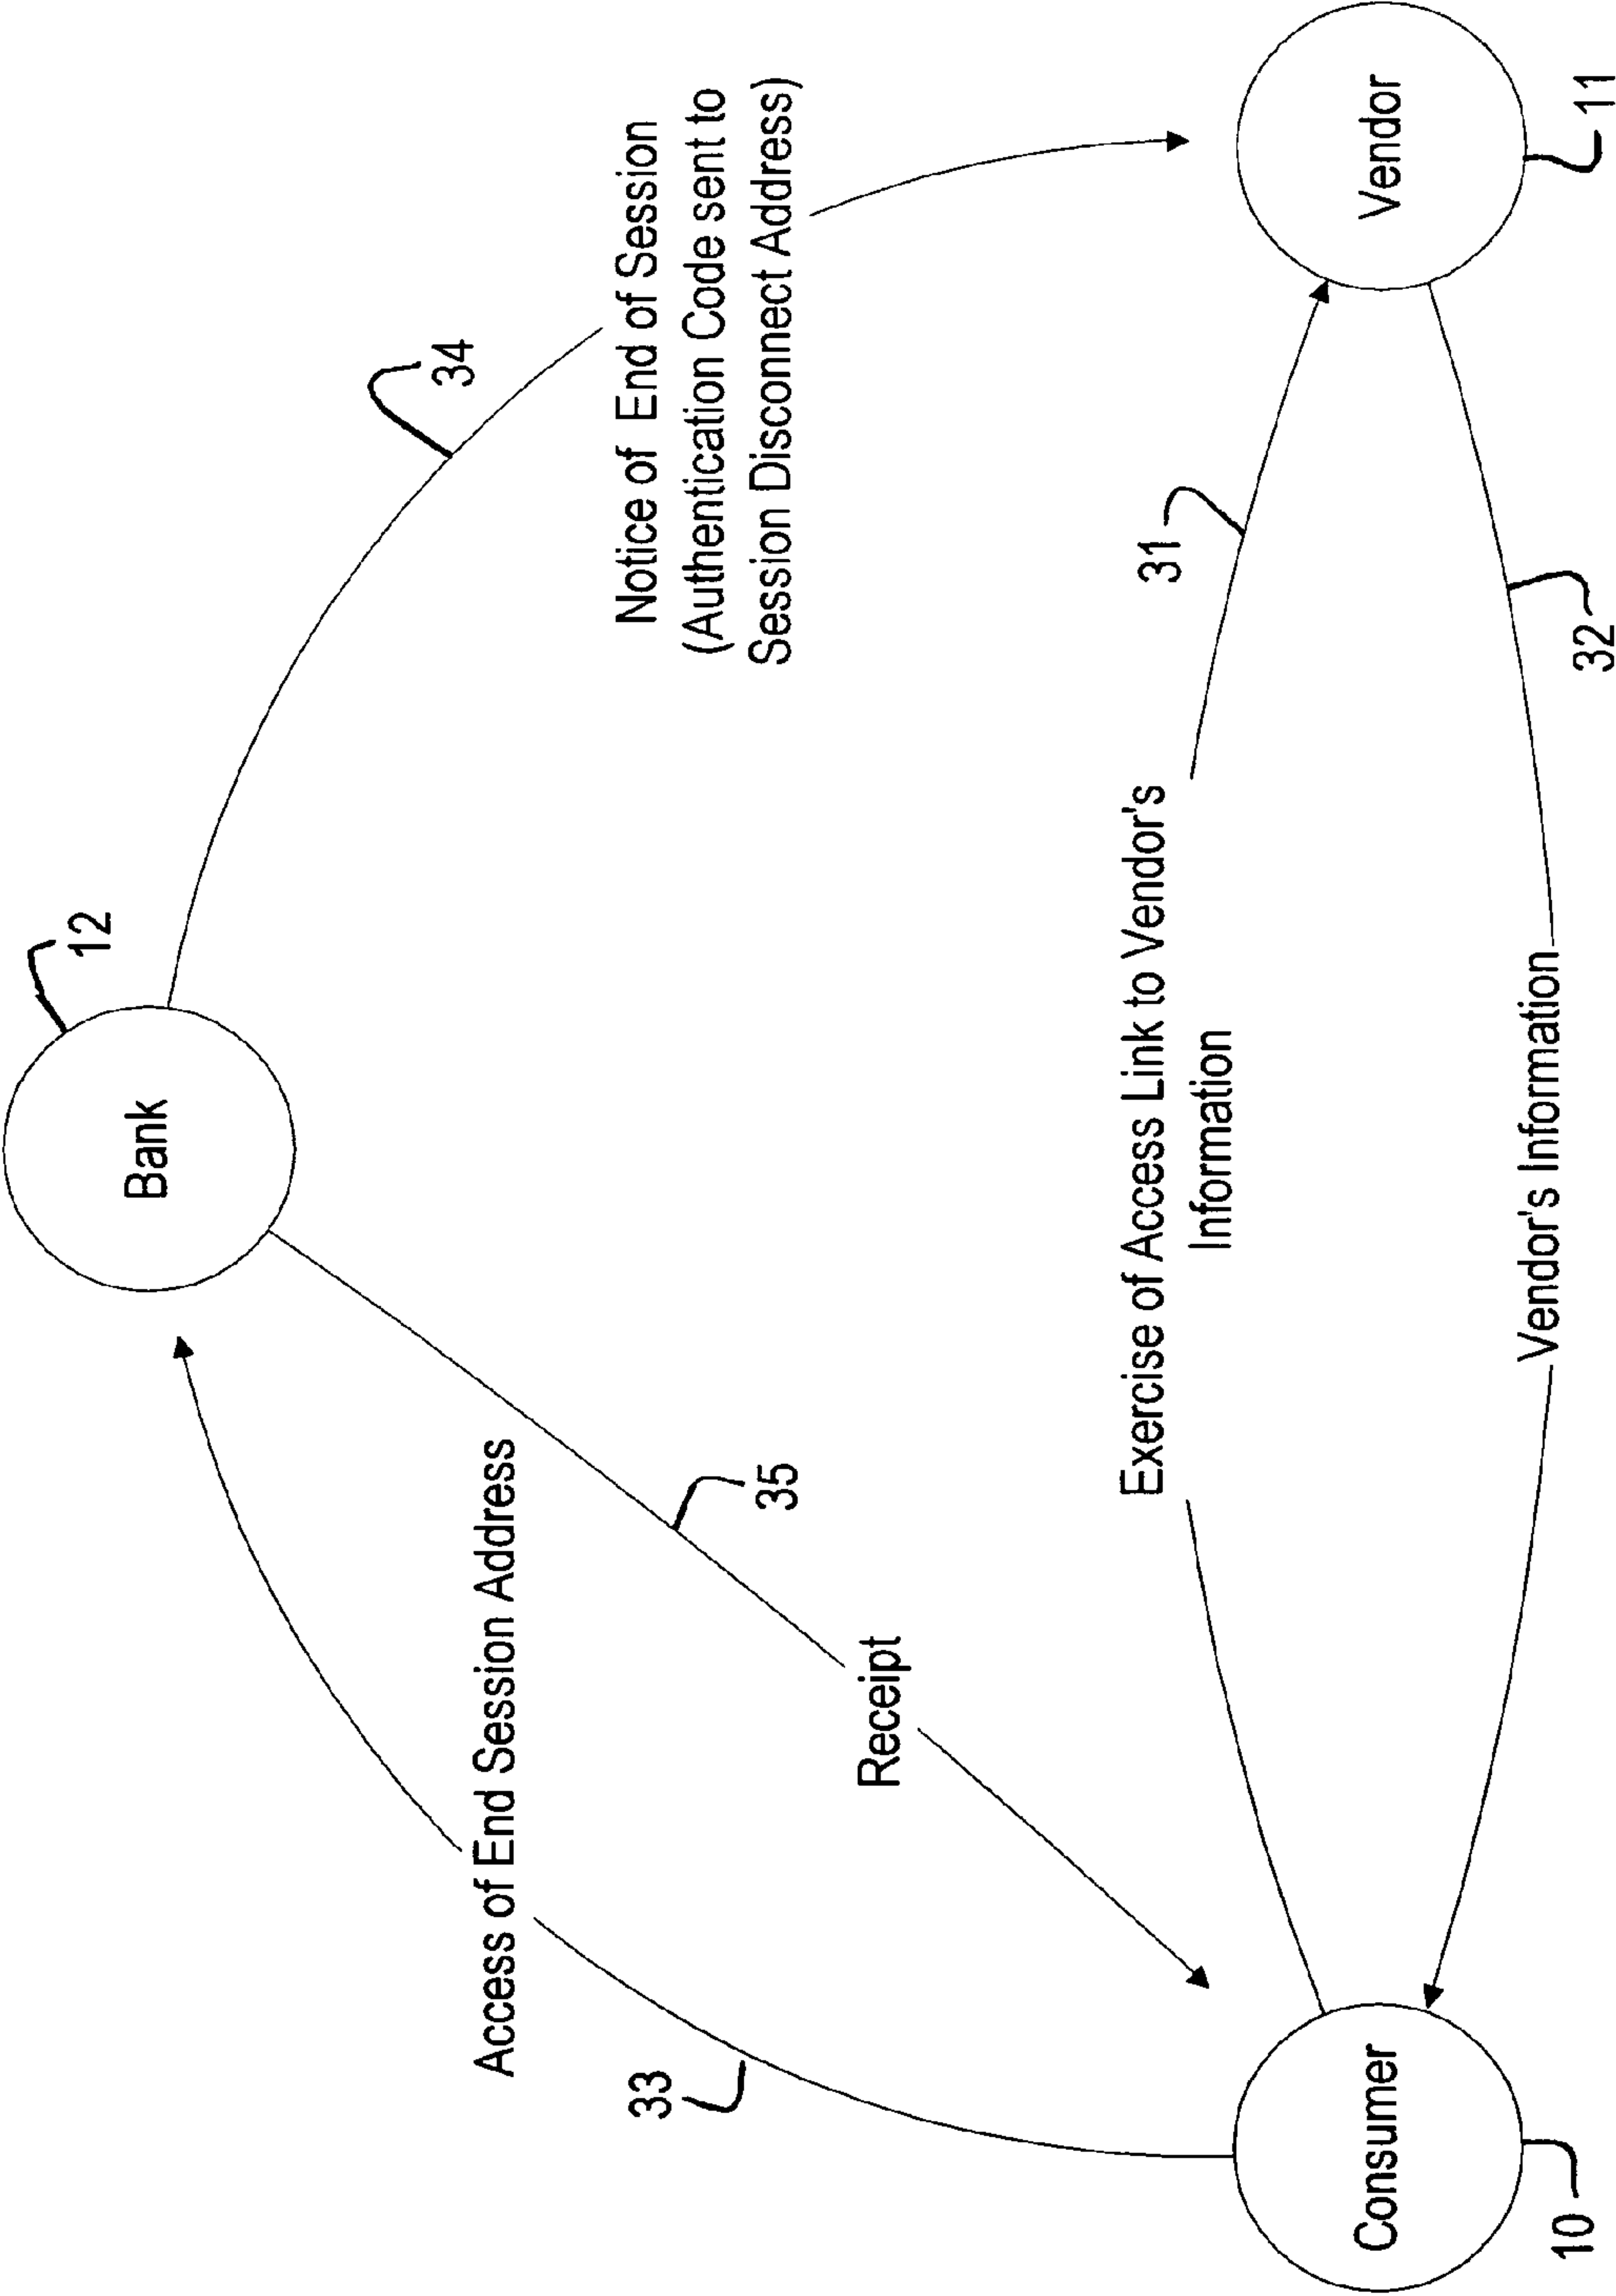 12
Bank
34
Notice of End of Session
(Authentication Code sent to
Session Disconnect Address)
Access of End Session Address
35
33
Receipt
31
Exercise of Access Link to Vendor's
Information
Consumer
Vendor
Vendor's Information
10
32
11